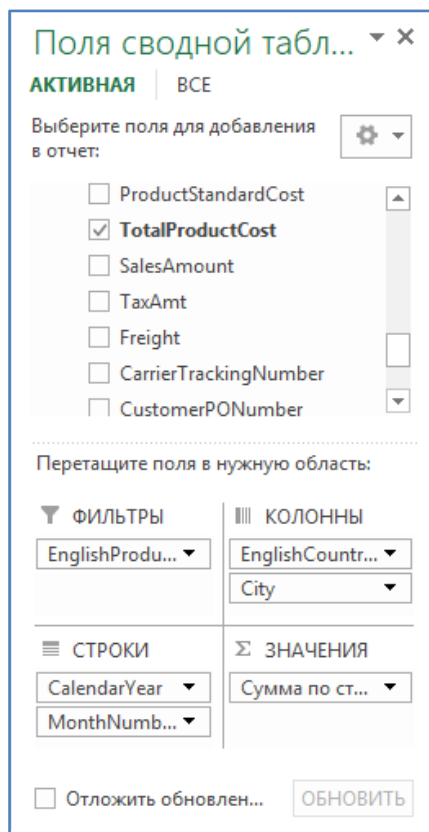 Поля сводной табл...
АКТИВНАЯ ВСЕ
Выберите поля для добавления
в отчет:
ProductStandardCost
TotalProductCost
SalesAmount
TaxAmt
Freight
CarrierTrackingNumber
CustomerPONumber
Перетащите поля в нужную область:
ФИЛЬТРЫ
EnglishProdu...
КОЛОННЫ
EnglishCountr...
City
СТРОКИ
CalendarYear
MonthNumb...
Σ ЗНАЧЕНИЯ
Сумма по ст...
Отложить обновлен... ОБНОВИТЬ